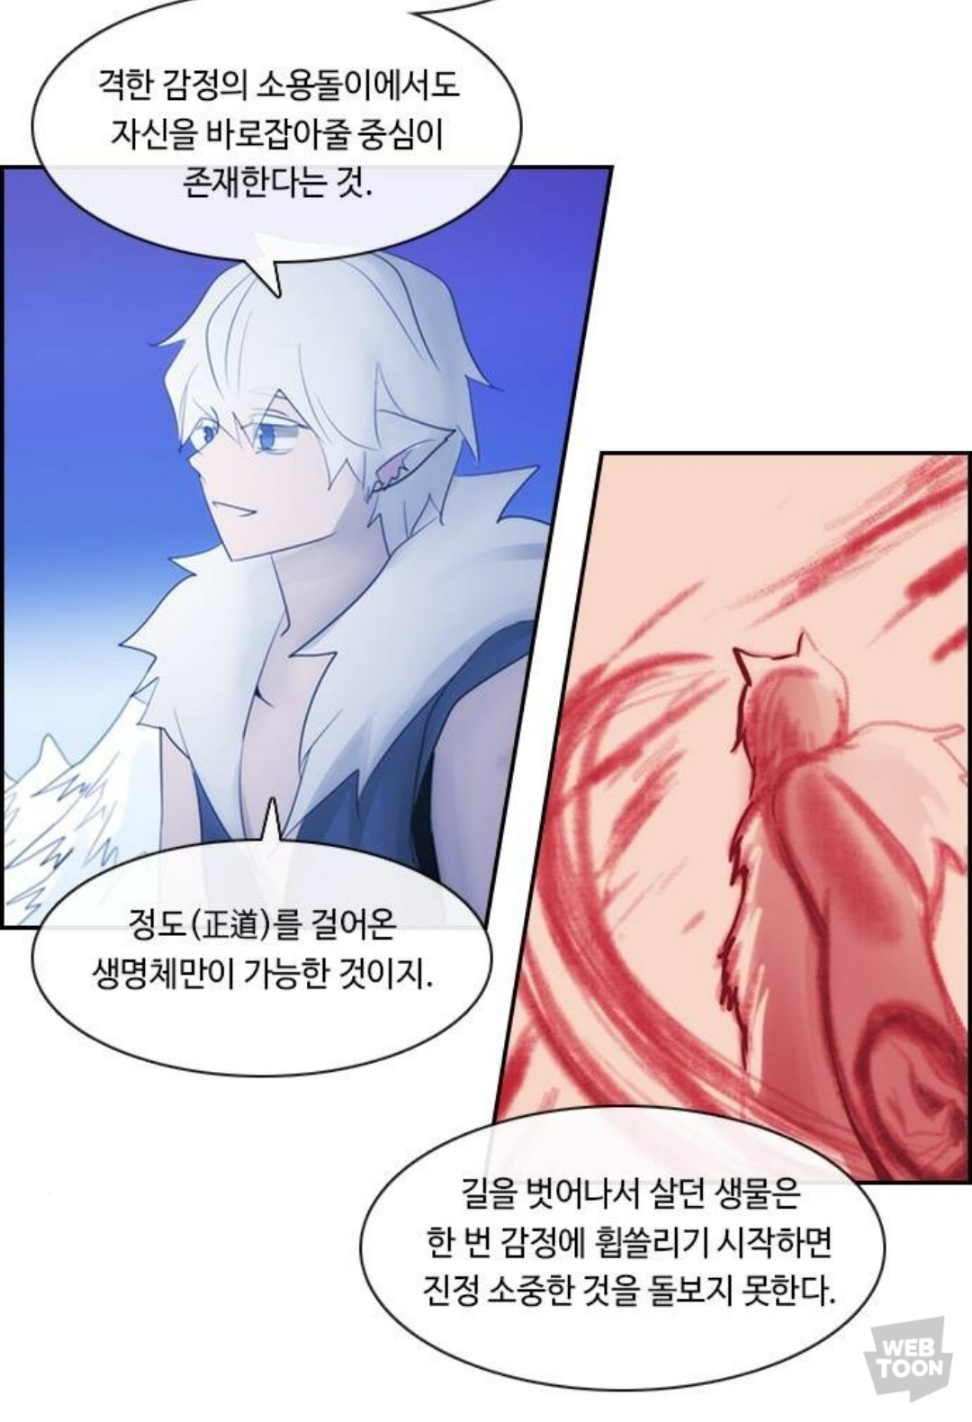 격한 감정의 소용돌이에서도
자신을 바로잡아줄 중심이
존재한다는 것.
정도(正道)를 걸어온
생명체만이 가능한 것이지.
길을 벗어나서 살던 생물은
한 번 감정에 휩쓸리기 시작하면
진정 소중한 것을 돌보지 못한다.
WEB
TOON